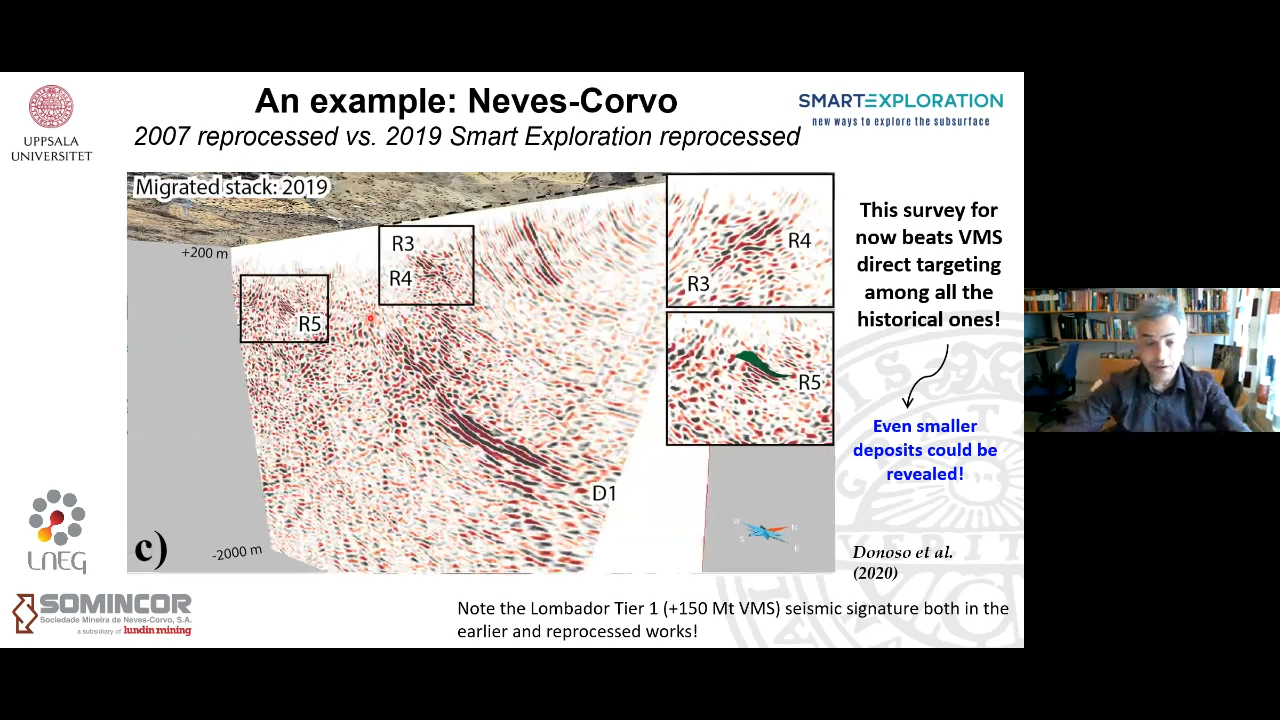 An example: Neves-Corvo
2007 reprocessed vs. 2019 Smart Exploration reprocessed
UPPSALA
UNIVERSITET
SMARTEXPLORATION
new ways to explore the subsurface
Migrated stack: 2019
+200 m
R3
R4
R5
R4
R3
R5
D1
-2000 m
c)
W
N
S
E
This survey for
now beats VMS
direct targeting
among all the
historical ones!
Even smaller
deposits could be
revealed!
Donoso et al.
(2020)
LNEG
SOMINCOR
Sociedade Mineira de Neves-Corvo, S.A.
a subsidiary of lundin mining
Note the Lombador Tier 1 (+150 Mt VMS) seismic signature both in the
earlier and reprocessed works!